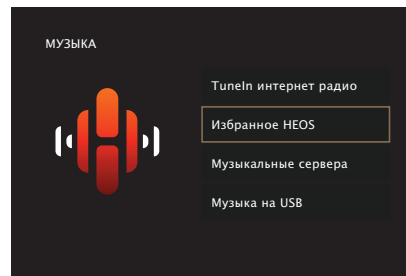 МУЗЫКА
TuneIn интернет радио
Избранное HEOS
Музыкальные сервера
Музыка на USB